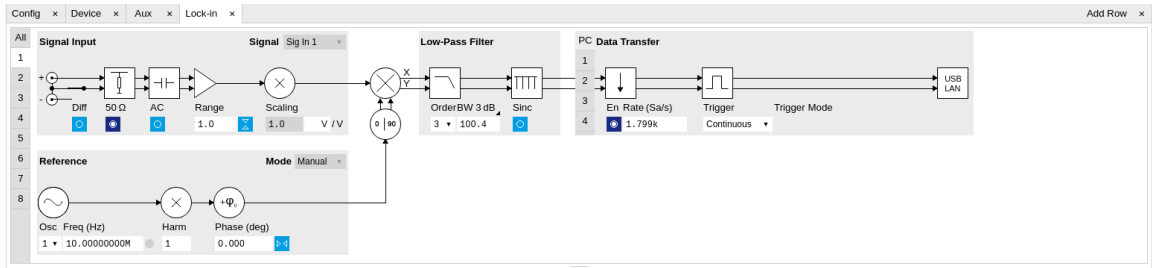 Config × Device × Aux × Lock-in × Add Row ×
All
1
2
3
4
5
6
7
8
Signal Input Signal Sig In 1
+
-
Diff 50 Ω AC Range Scaling
1.0 1.0 V / V
X
Y
0 | 90
Low-Pass Filter
Order BW 3 dB Sinc
3 100.4
PC Data Transfer
1
2
3
4
En Rate (Sa/s) Trigger Trigger Mode
1.799k Continuous
USB
LAN
Reference Mode Manual
+φ₀
Osc Freq (Hz) Harm Phase (deg)
1 10.00000000M 1 0.000